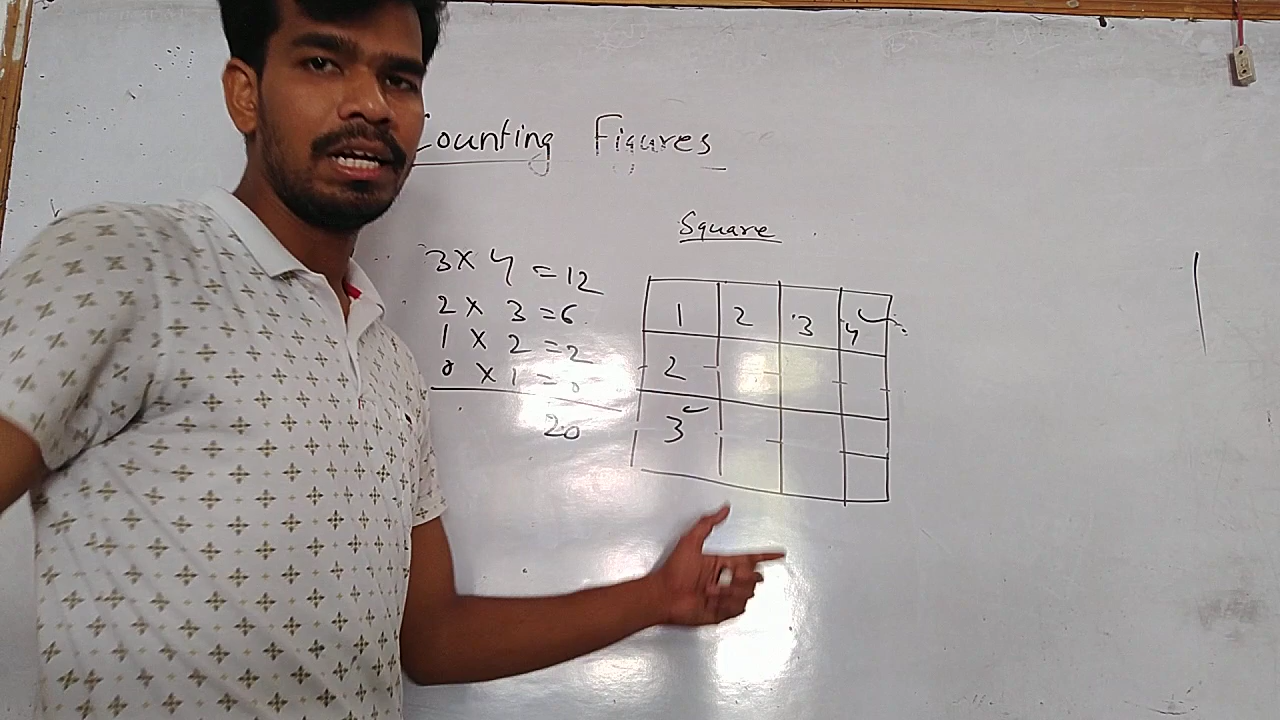 Counting Figures
Square
3 × 4 = 12
2 × 3 = 6
1 × 2 = 2
0 × 1 = 0
20
1 2 3 4
2
3